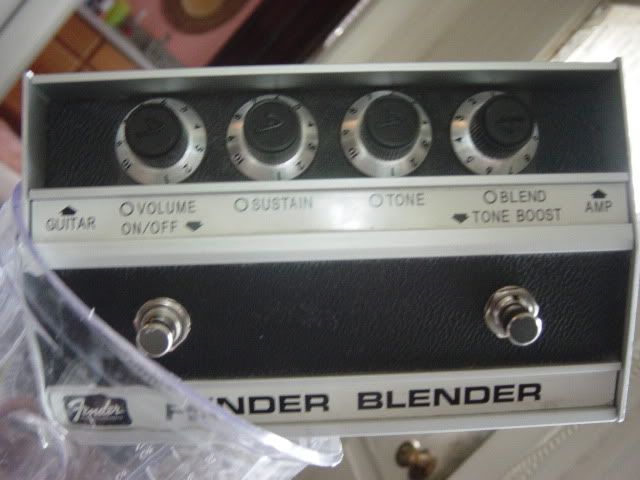 GUITAR
VOLUME
ON/OFF
SUSTAIN
TONE
BLEND
TONE BOOST
AMP
Fender
FENDER BLENDER